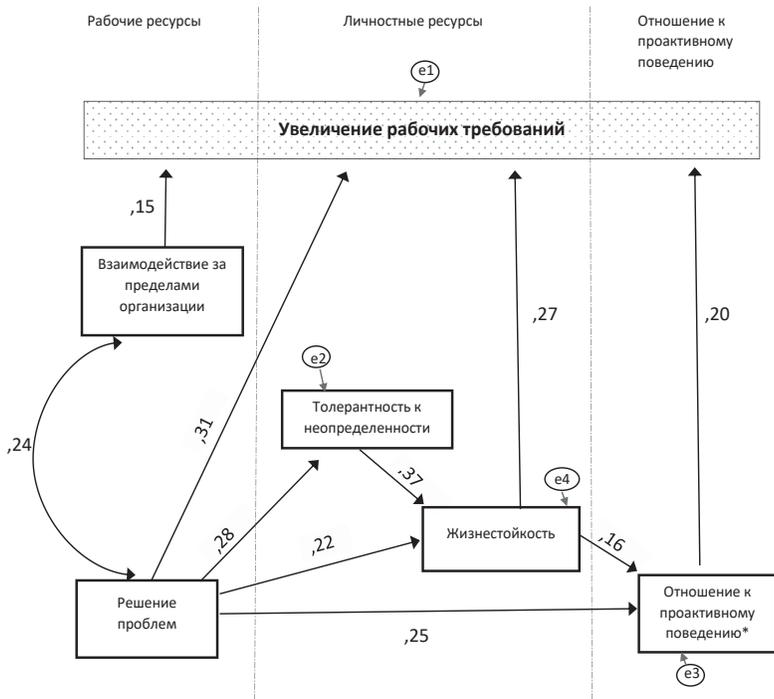 Рабочие ресурсы
Личностные ресурсы
Отношение к
проактивному
поведению
e1
Увеличение рабочих требований
,15
Взаимодействие за
пределами
организации
,27
,20
e2
,31
Толерантность к
неопределенности
,24
,37
e4
,28
,22
Жизнестойкость
,16
Решение
проблем
Отношение к
проактивному
поведению*
,25
e3